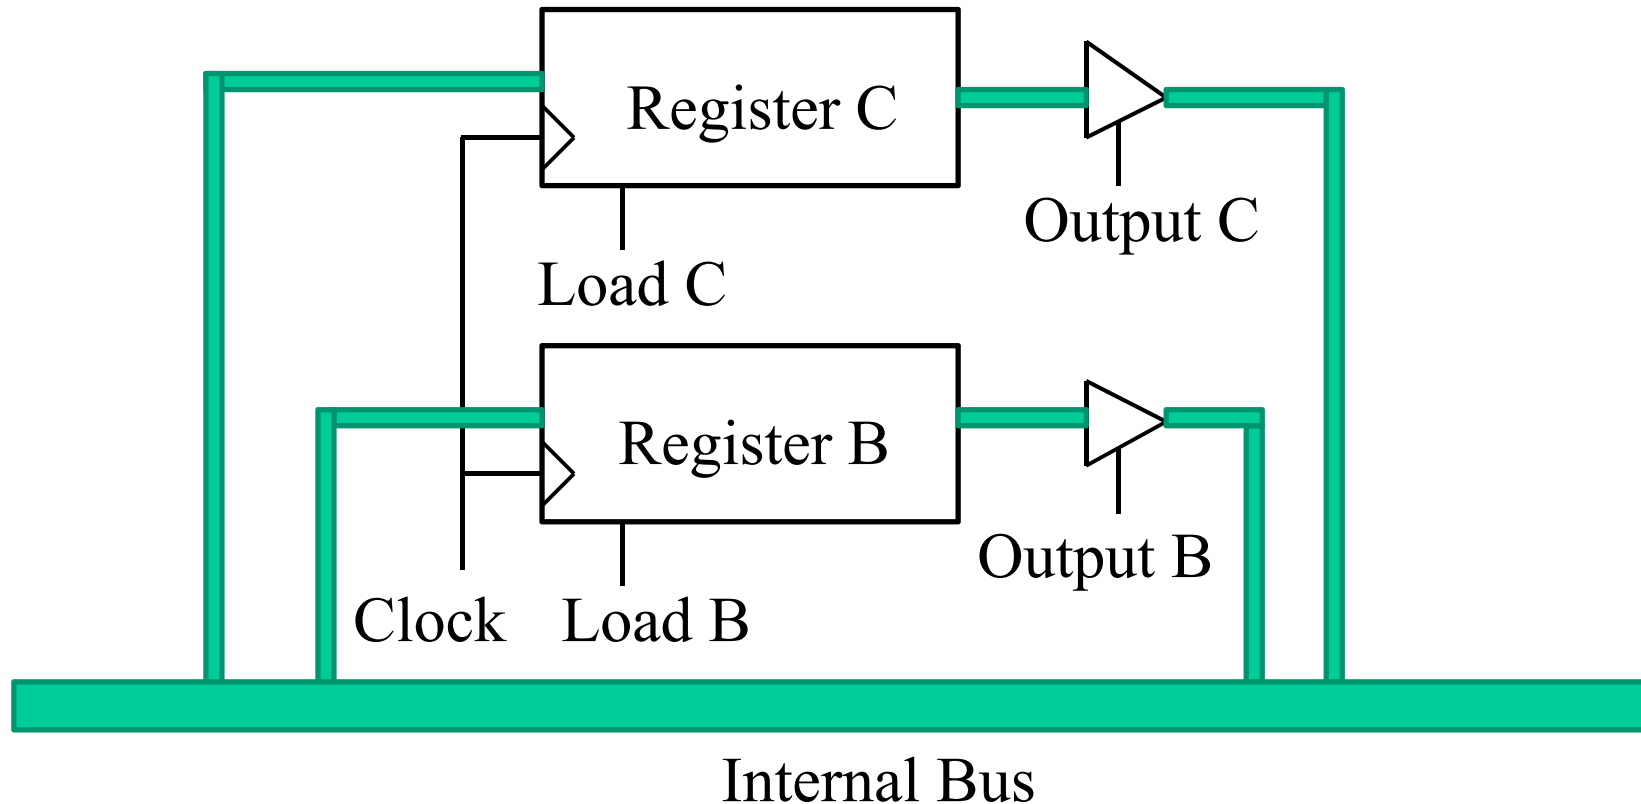 Register C
Output C
Load C
Register B
Output B
Clock
Load B
Internal Bus